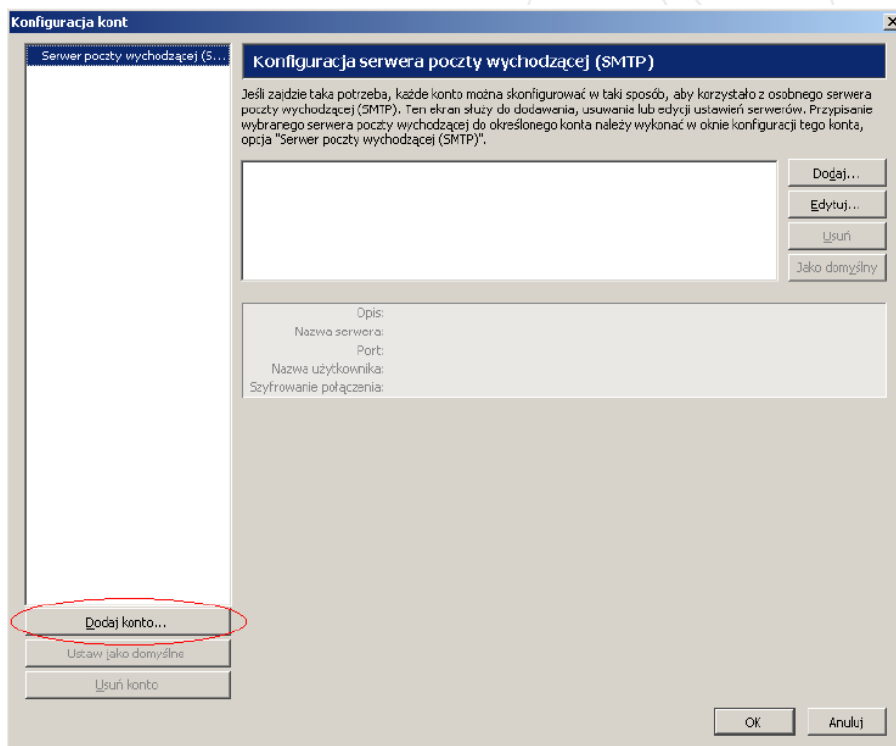 Konfiguracja kont
Serwer poczty wychodzącej (S...
Konfiguracja serwera poczty wychodzącej (SMTP)
Jeśli zajdzie taka potrzeba, każde konto można skonfigurować w taki sposób, aby korzystało z osobnego serwera
poczty wychodzącej (SMTP). Ten ekran służy do dodawania, usuwania lub edycji ustawień serwerów. Przypisanie
wybranego serwera poczty wychodzącej do określonego konta należy wykonać w oknie konfiguracji tego konta,
opcja "Serwer poczty wychodzącej (SMTP)".
Dodaj...
Edytuj...
Usuń
Jako domyślny
Opis:
Nazwa serwera:
Port:
Nazwa użytkownika:
Szyfrowanie połączenia:
Dodaj konto...
Ustaw jako domyślne
Usuń konto
OK
Anuluj